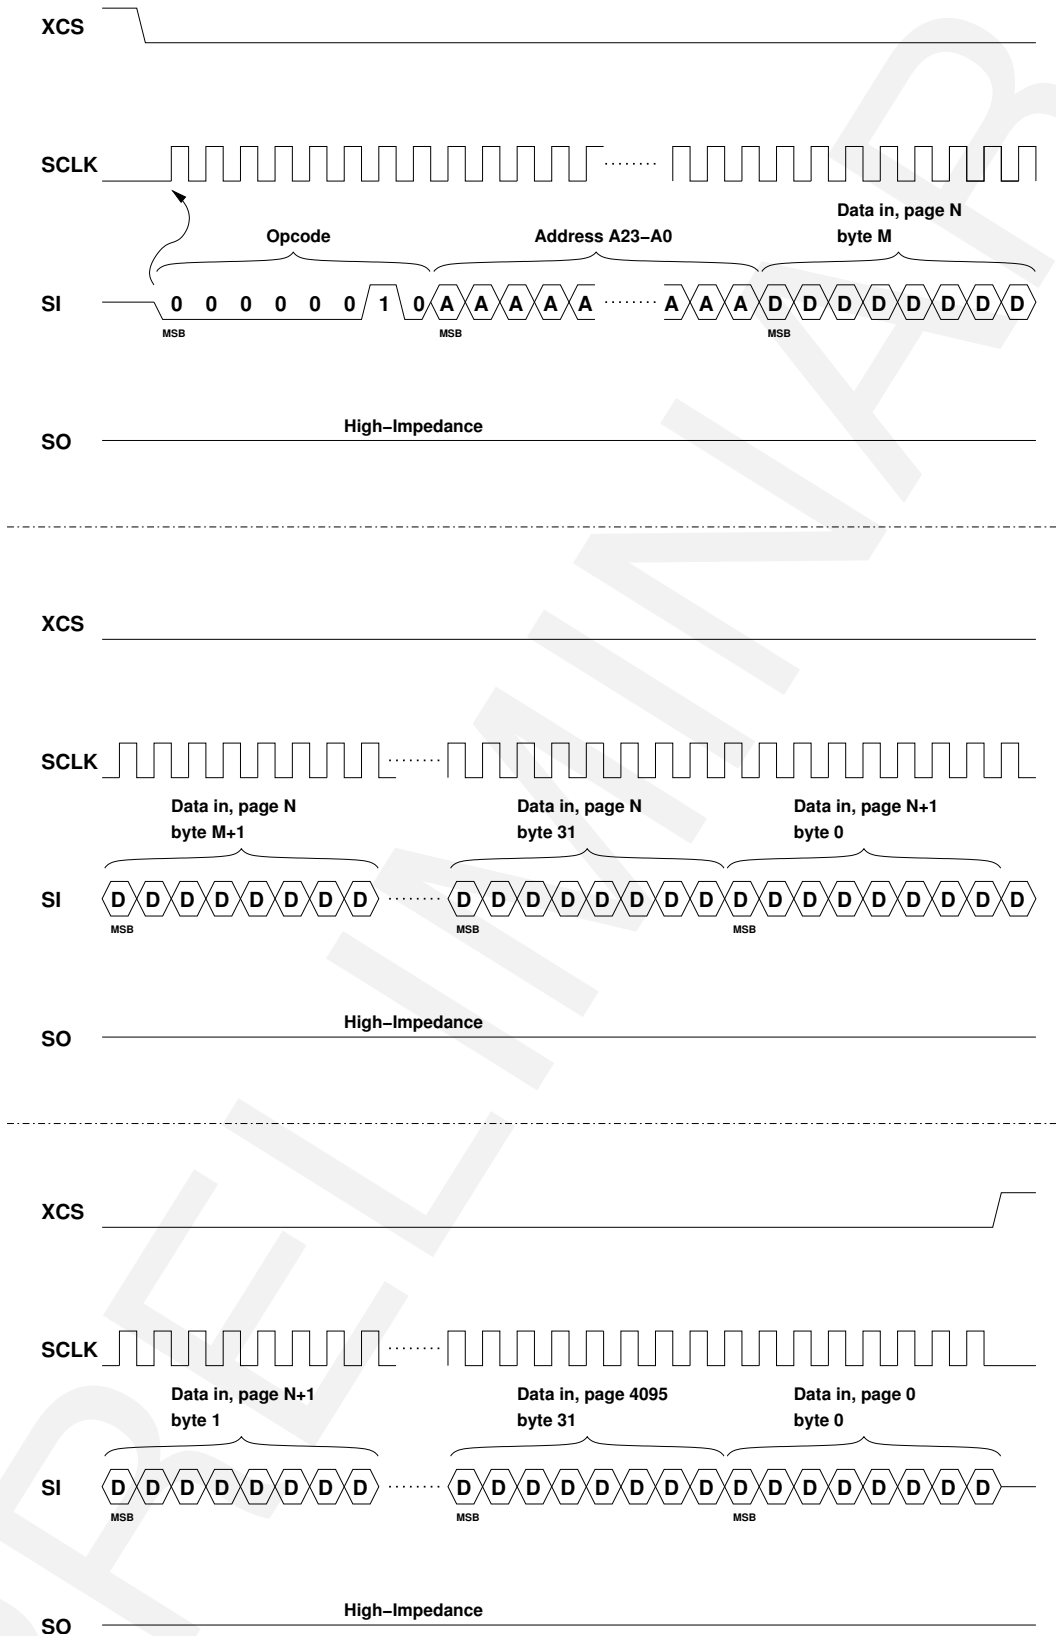 XCS
SCLK
Data in, page N
Opcode Address A23–A0 byte M
SI 0 0 0 0 0 0 1 0 A A A A A ········ A A A D D D D D D D D
MSB MSB MSB
High–Impedance
SO
XCS
SCLK
Data in, page N Data in, page N Data in, page N+1
byte M+1 byte 31 byte 0
SI D D D D D D D D ········ D D D D D D D D D D D D D D D D D
MSB MSB MSB
High–Impedance
SO
XCS
SCLK
Data in, page N+1 Data in, page 4095 Data in, page 0
byte 1 byte 31 byte 0
SI D D D D D D D D ········ D D D D D D D D D D D D D D D D
MSB MSB MSB
High–Impedance
SO
PRELIMINAR